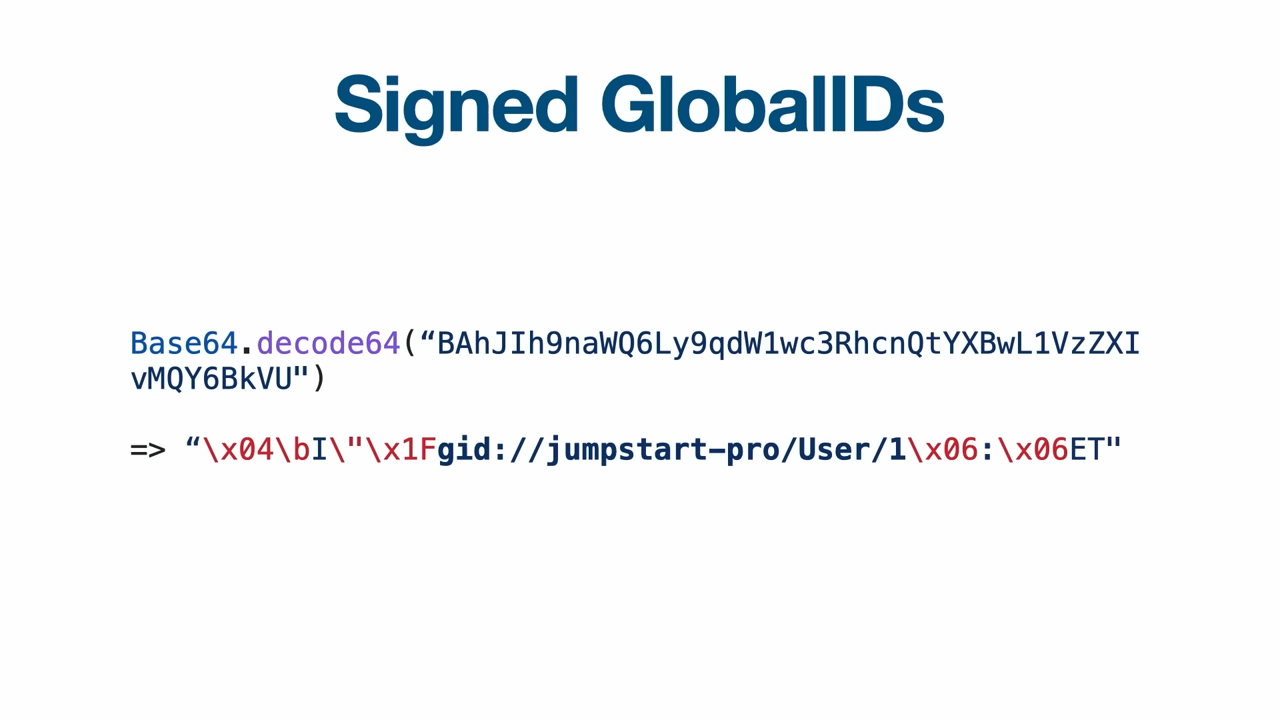 Signed GlobalIDs
Base64.decode64(“BAhJIh9naWQ6Ly9qdW1wc3RhcnQtYXBwL1VzZXI
vMQY6BkVU")
=> “\x04\bI\"\x1Fgid://jumpstart-pro/User/1\x06:\x06ET"